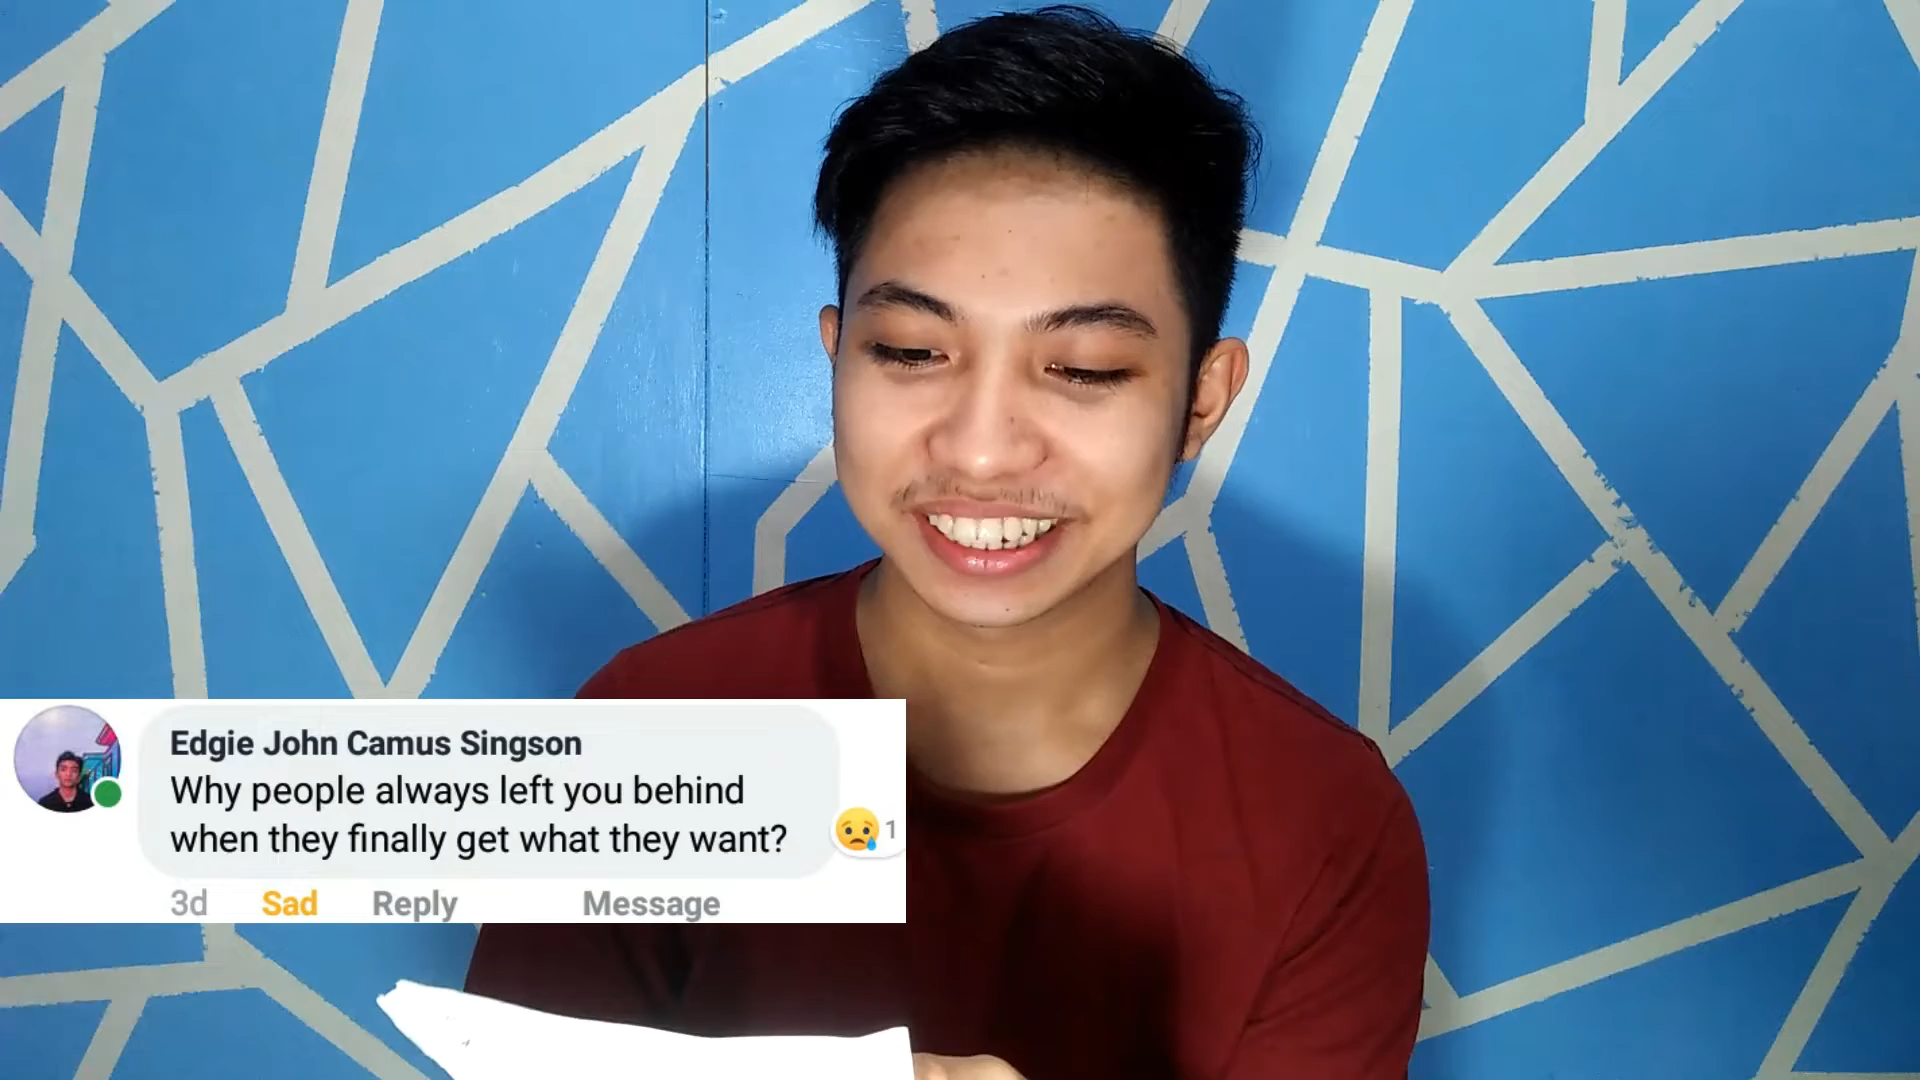 Edgie John Camus Singson
Why people always left you behind
when they finally get what they want?
1
3d Sad Reply Message